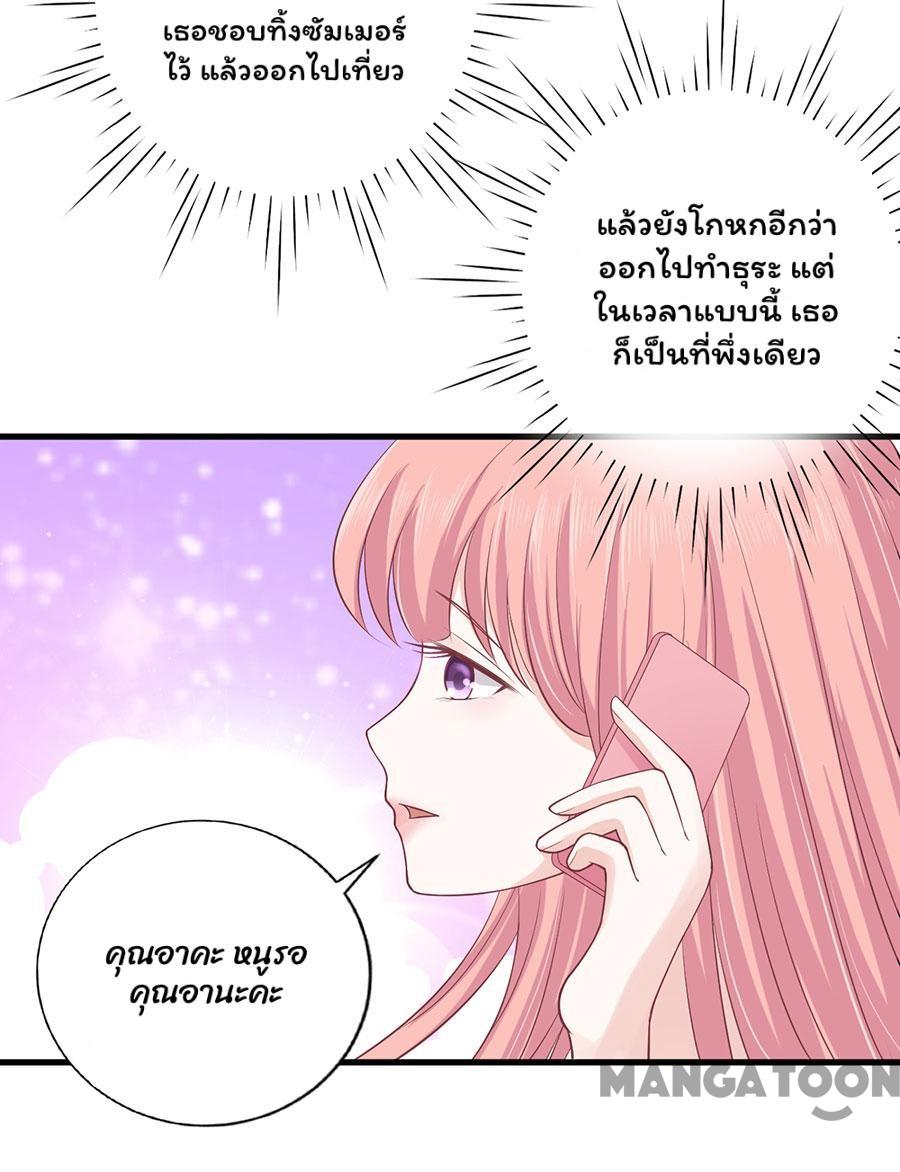 เธอชอบทิ้งซัมเมอร์
ไว้ แล้วออกไปเที่ยว
แล้วยังโกหกอีกว่า
ออกไปทำธุระ แต่
ในเวลาแบบนี้ เธอ
ก็เป็นที่พึ่งเดียว
คุณอาคะ หนูรอ
คุณอานะคะ
MANGATOON